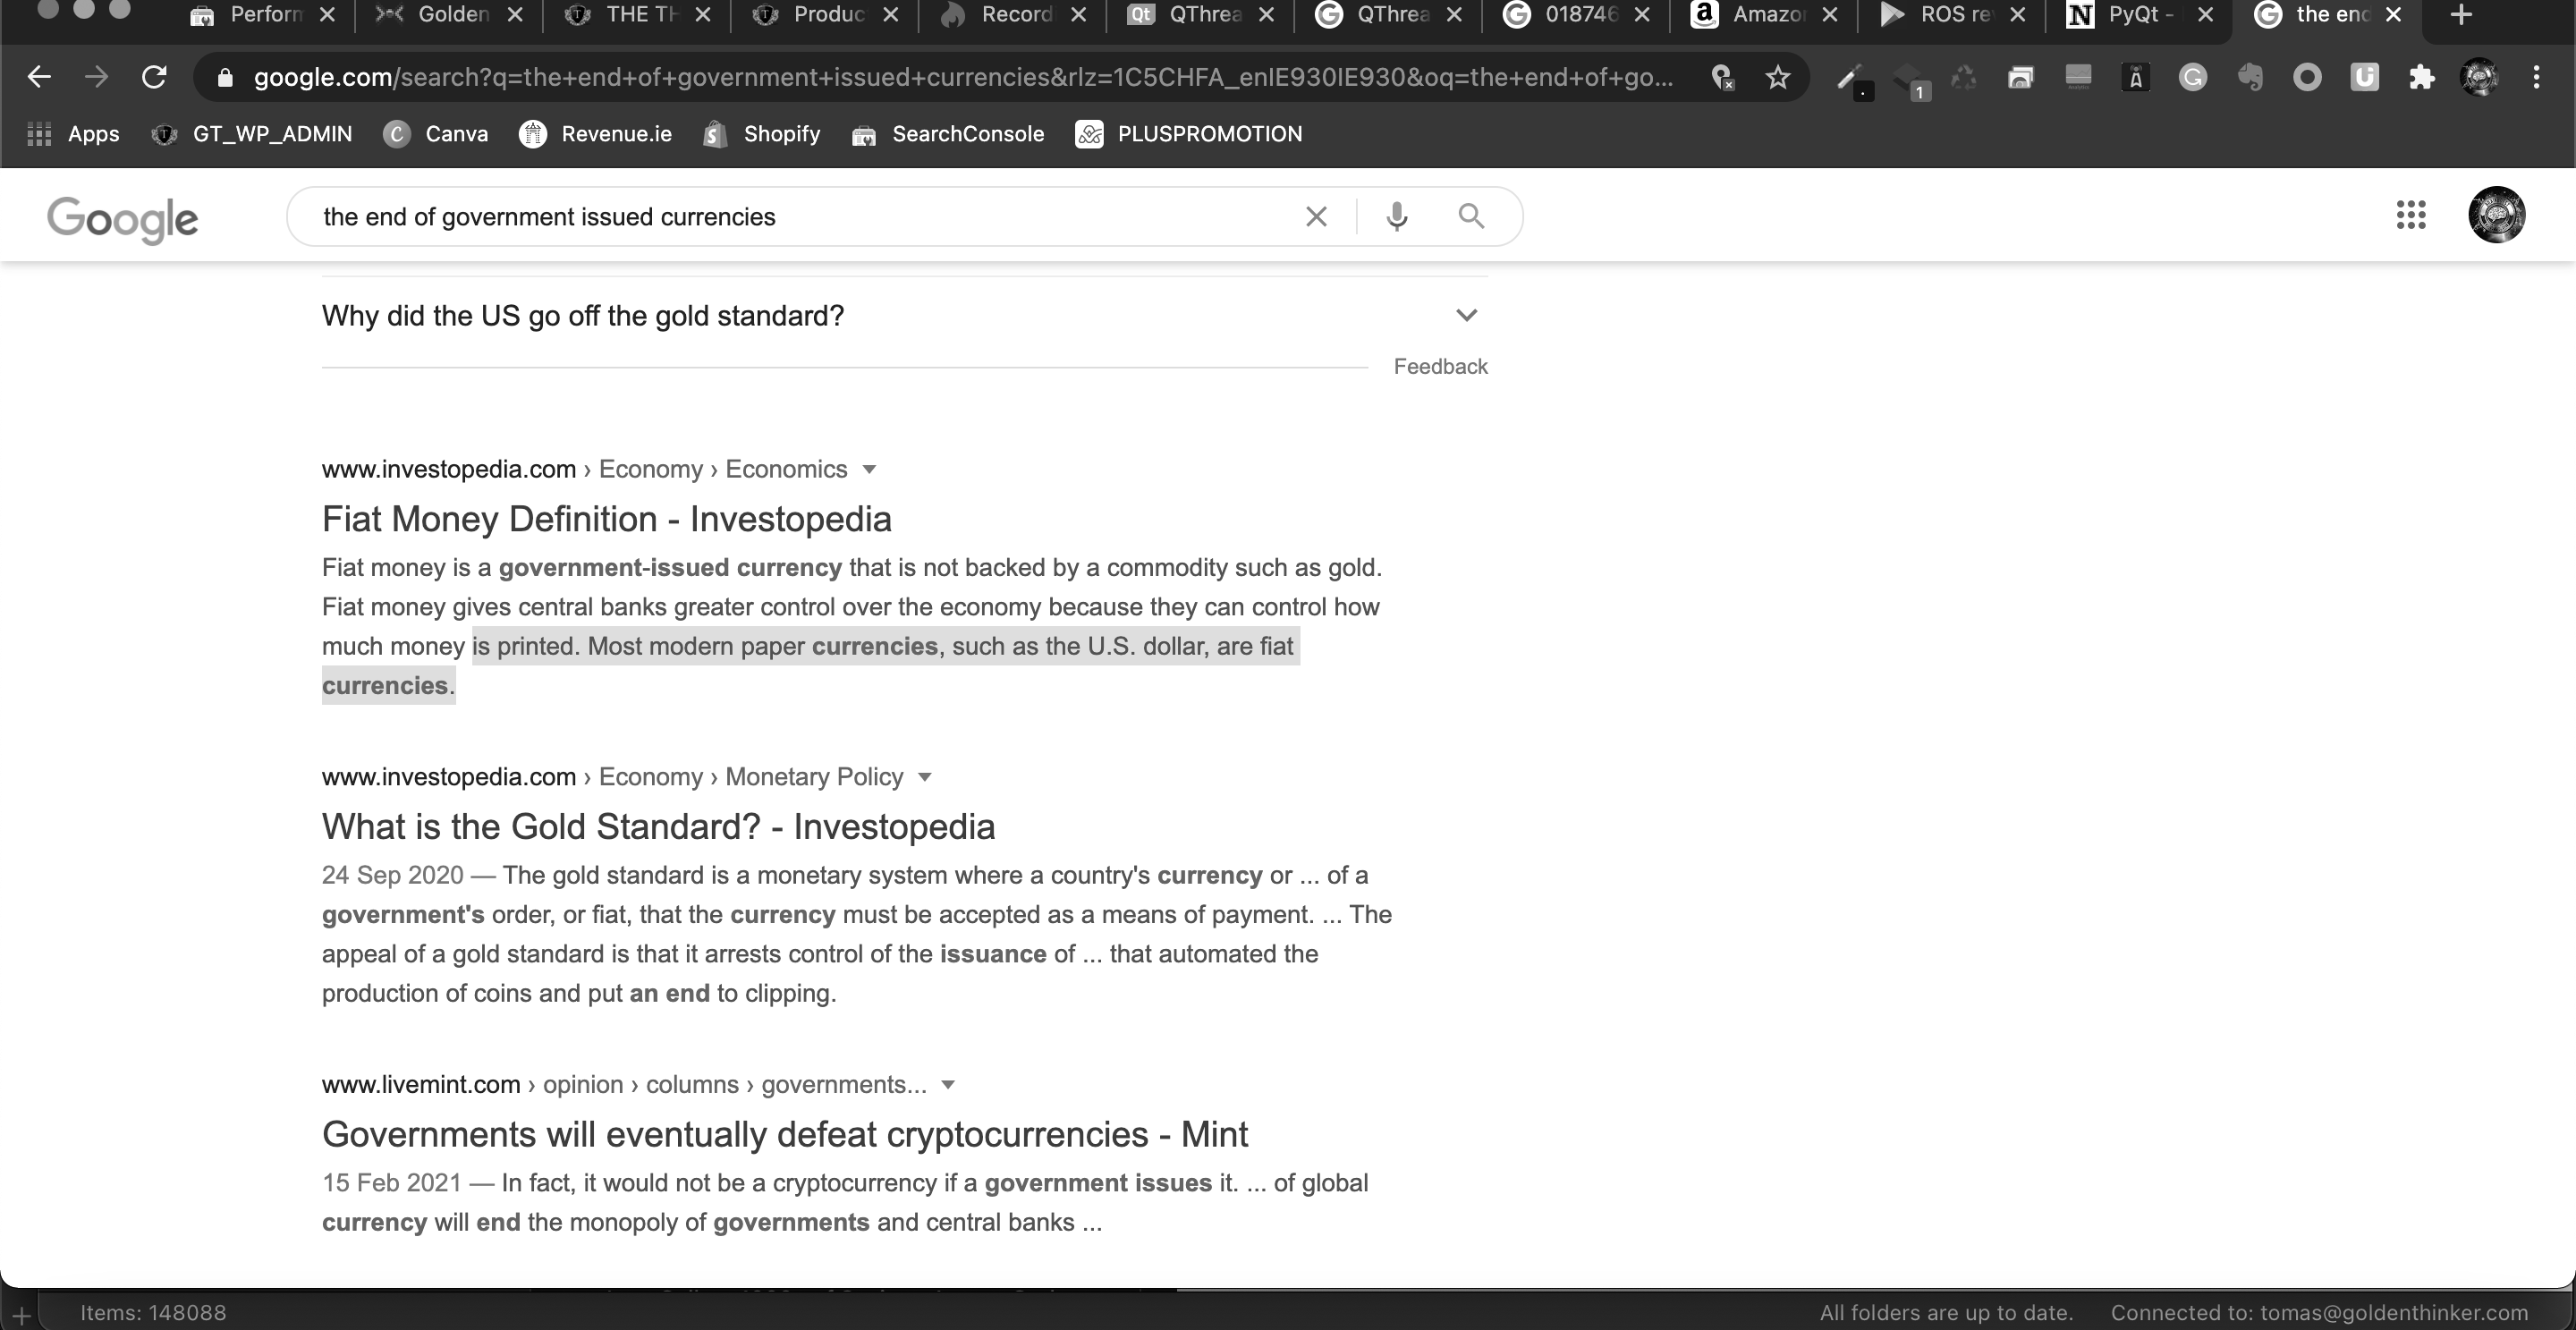 Perform Golden THE TH Produc Record QThrea QThrea 018746 Amazon ROS re PyQt - the end
google.com/search?q=the+end+of+government+issued+currencies&rlz=1C5CHFA_enIE930IE930&oq=the+end+of+go...
1
Apps GT_WP_ADMIN Canva Revenue.ie Shopify SearchConsole PLUSPROMOTION
Google the end of government issued currencies
Why did the US go off the gold standard?
Feedback
www.investopedia.com › Economy › Economics
Fiat Money Definition - Investopedia
Fiat money is a government-issued currency that is not backed by a commodity such as gold.
Fiat money gives central banks greater control over the economy because they can control how
much money is printed. Most modern paper currencies, such as the U.S. dollar, are fiat
currencies.
www.investopedia.com › Economy › Monetary Policy
What is the Gold Standard? - Investopedia
24 Sep 2020 — The gold standard is a monetary system where a country's currency or ... of a
government's order, or fiat, that the currency must be accepted as a means of payment. ... The
appeal of a gold standard is that it arrests control of the issuance of ... that automated the
production of coins and put an end to clipping.
www.livemint.com › opinion › columns › governments...
Governments will eventually defeat cryptocurrencies - Mint
15 Feb 2021 — In fact, it would not be a cryptocurrency if a government issues it. ... of global
currency will end the monopoly of governments and central banks ...
Items: 148088 All folders are up to date. Connected to: tomas@goldenthinker.com